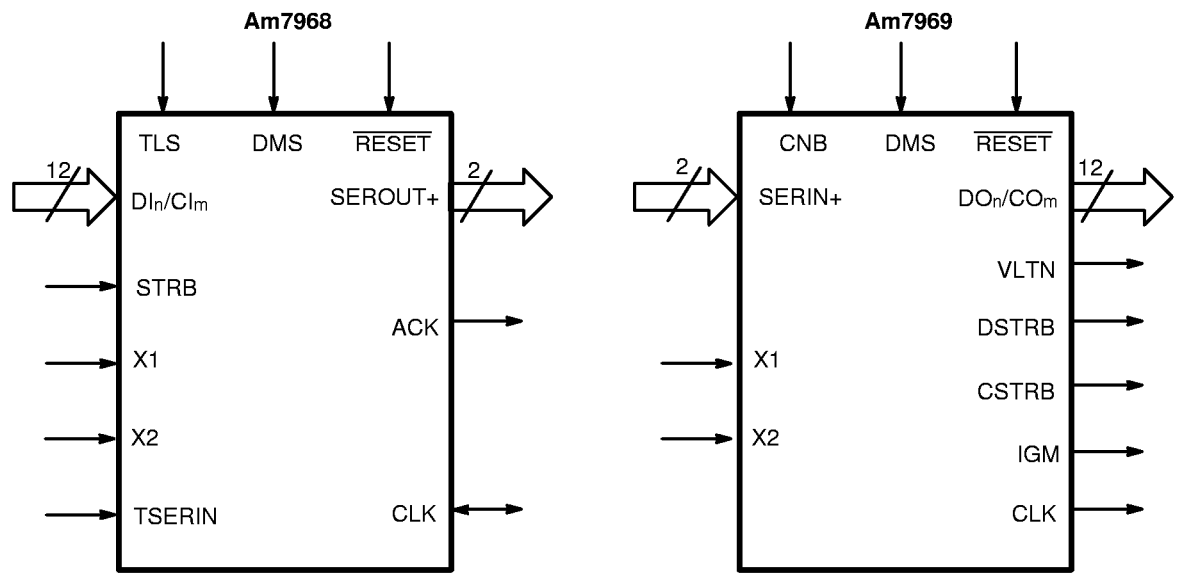 Am7968
TLS DMS RESET
12
DIn/CIm
SEROUT+
2
STRB
ACK
X1
X2
TSERIN
CLK
Am7969
CNB DMS RESET
2
SERIN+
DOn/COm
12
VLTN
DSTRB
X1
CSTRB
X2
IGM
CLK